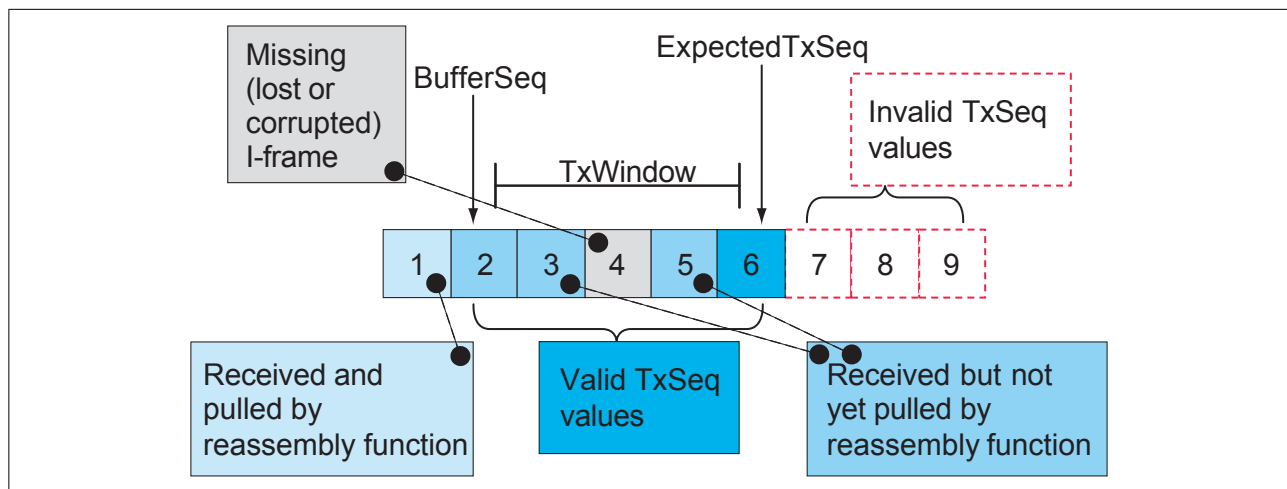 Missing
(lost or
corrupted)
I-frame
BufferSeq
ExpectedTxSeq
Invalid TxSeq
values
TxWindow
1 2 3 4 5 6 7 8 9
Received and
pulled by
reassembly function
Valid TxSeq
values
Received but not
yet pulled by
reassembly function